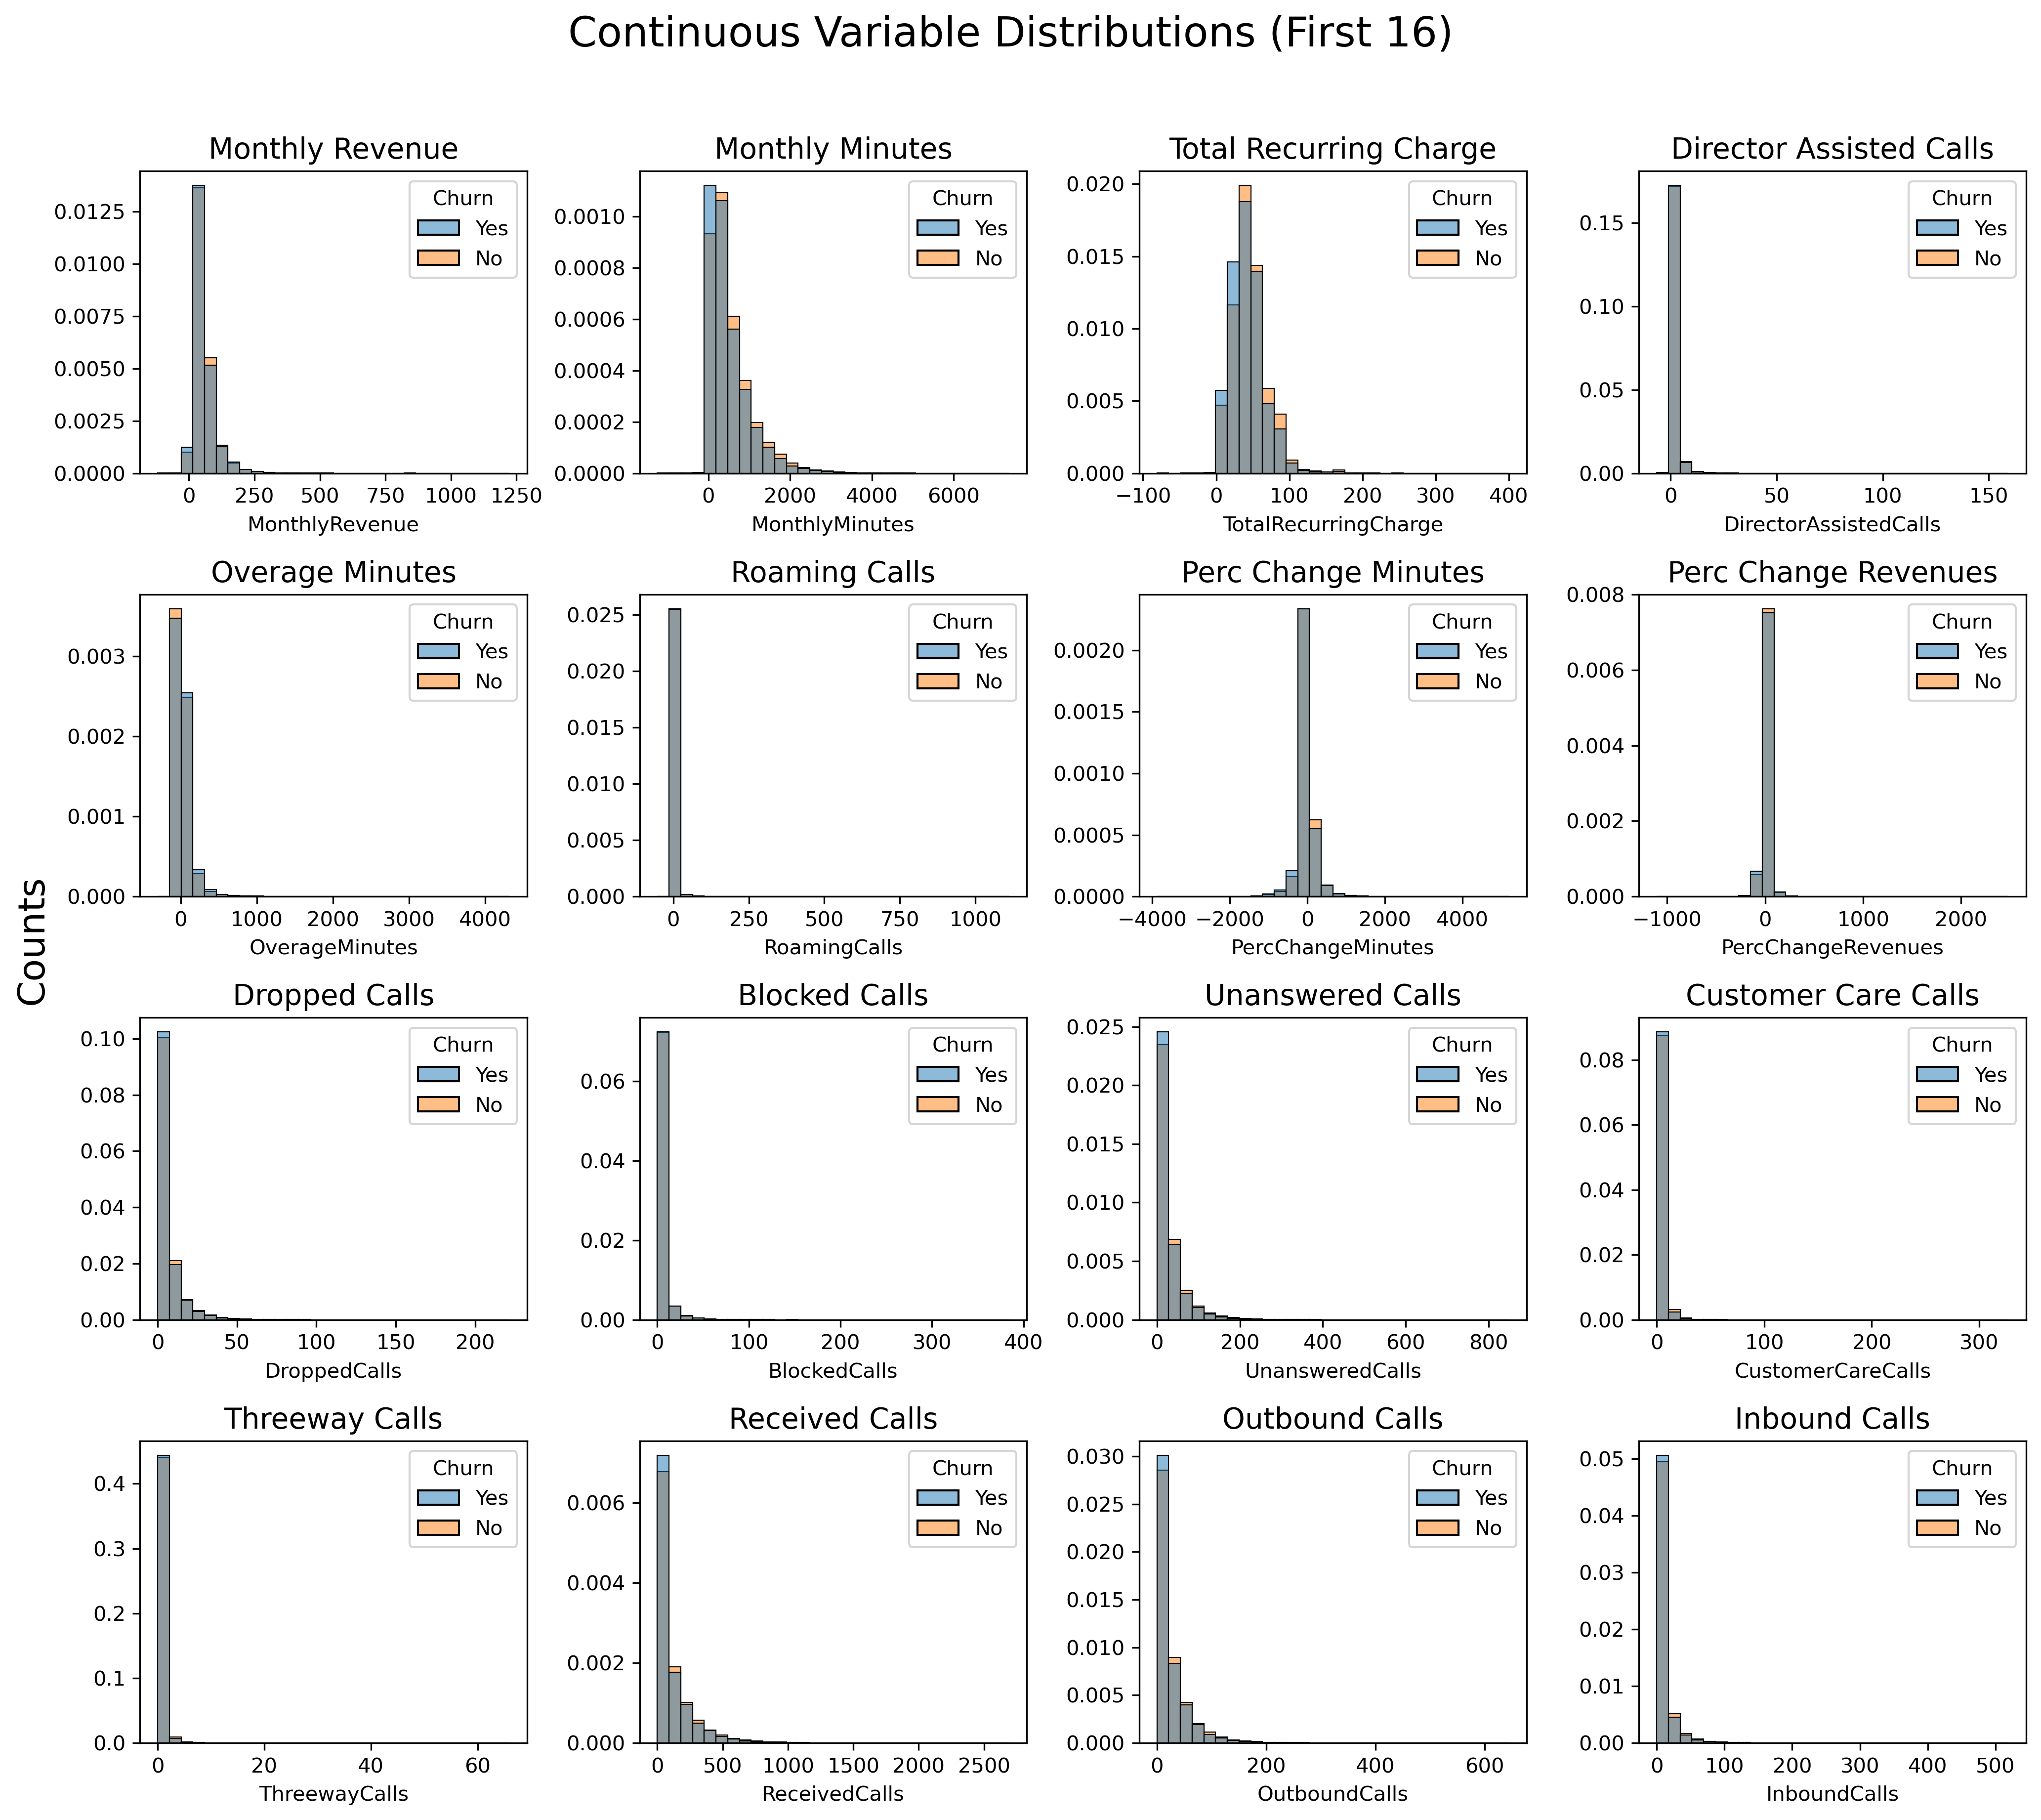 Continuous Variable Distributions (First 16)
Counts
Monthly Revenue
0.0125
0.0100
0.0075
0.0050
0.0025
0.0000
Churn
Yes
No
0 250 500 750 1000 1250
MonthlyRevenue
Monthly Minutes
0.0010
0.0008
0.0006
0.0004
0.0002
0.0000
Churn
Yes
No
0 2000 4000 6000
MonthlyMinutes
Total Recurring Charge
0.020
0.015
0.010
0.005
0.000
Churn
Yes
No
−100 0 100 200 300 400
TotalRecurringCharge
Director Assisted Calls
0.15
0.10
0.05
0.00
Churn
Yes
No
0 50 100 150
DirectorAssistedCalls
Overage Minutes
0.003
0.002
0.001
0.000
Churn
Yes
No
0 1000 2000 3000 4000
OverageMinutes
Roaming Calls
0.025
0.020
0.015
0.010
0.005
0.000
Churn
Yes
No
0 250 500 750 1000
RoamingCalls
Perc Change Minutes
0.0020
0.0015
0.0010
0.0005
0.0000
Churn
Yes
No
−4000 −2000 0 2000 4000
PercChangeMinutes
Perc Change Revenues
0.008
0.006
0.004
0.002
0.000
Churn
Yes
No
−1000 0 1000 2000
PercChangeRevenues
Dropped Calls
0.10
0.08
0.06
0.04
0.02
0.00
Churn
Yes
No
0 50 100 150 200
DroppedCalls
Blocked Calls
0.06
0.04
0.02
0.00
Churn
Yes
No
0 100 200 300 400
BlockedCalls
Unanswered Calls
0.025
0.020
0.015
0.010
0.005
0.000
Churn
Yes
No
0 200 400 600 800
UnansweredCalls
Customer Care Calls
0.08
0.06
0.04
0.02
0.00
Churn
Yes
No
0 100 200 300
CustomerCareCalls
Threeway Calls
0.4
0.3
0.2
0.1
0.0
Churn
Yes
No
0 20 40 60
ThreewayCalls
Received Calls
0.006
0.004
0.002
0.000
Churn
Yes
No
0 500 1000 1500 2000 2500
ReceivedCalls
Outbound Calls
0.030
0.025
0.020
0.015
0.010
0.005
0.000
Churn
Yes
No
0 200 400 600
OutboundCalls
Inbound Calls
0.05
0.04
0.03
0.02
0.01
0.00
Churn
Yes
No
0 100 200 300 400 500
InboundCalls